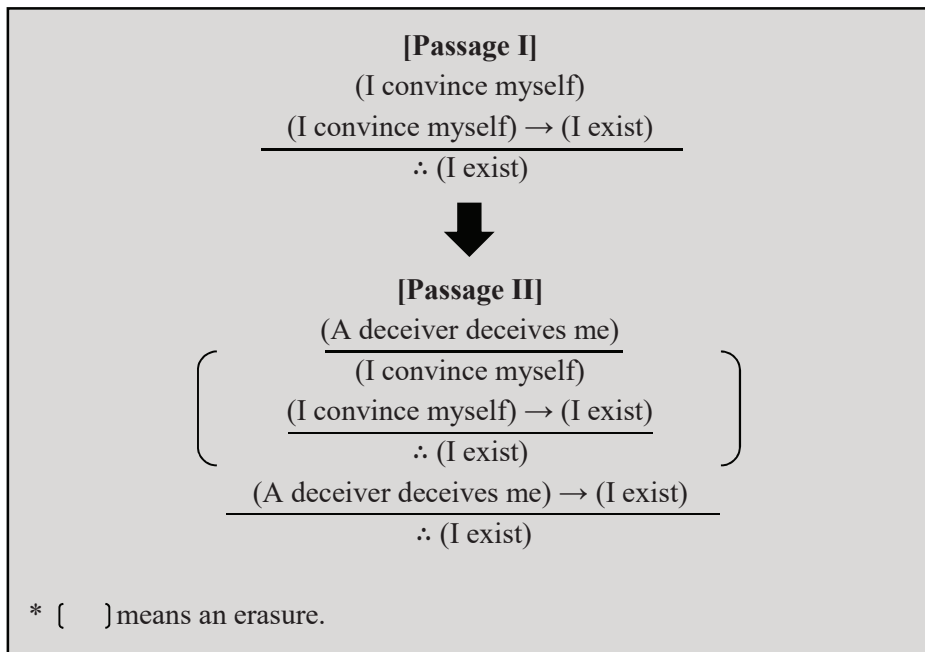 [Passage I]
(I convince myself)
(I convince myself) → (I exist)
∴ (I exist)
[Passage II]
(A deceiver deceives me)
(I convince myself)
(I convince myself) → (I exist)
∴ (I exist)
(A deceiver deceives me) → (I exist)
∴ (I exist)
* ( ) means an erasure.